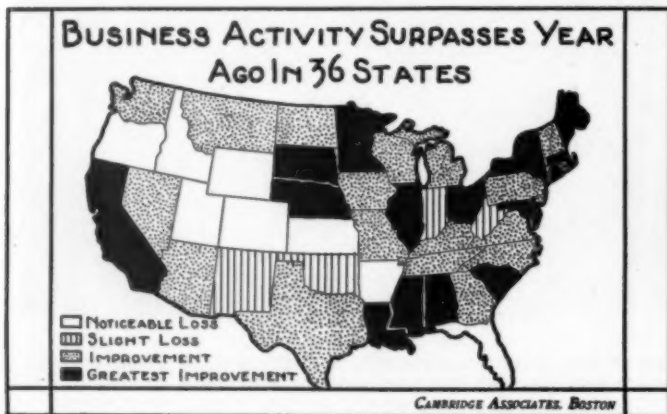 BUSINESS ACTIVITY SURPASSES YEAR
AGO IN 36 STATES
NOTICEABLE LOSS
SLIGHT LOSS
IMPROVEMENT
GREATEST IMPROVEMENT
CAMBRIDGE ASSOCIATES, BOSTON